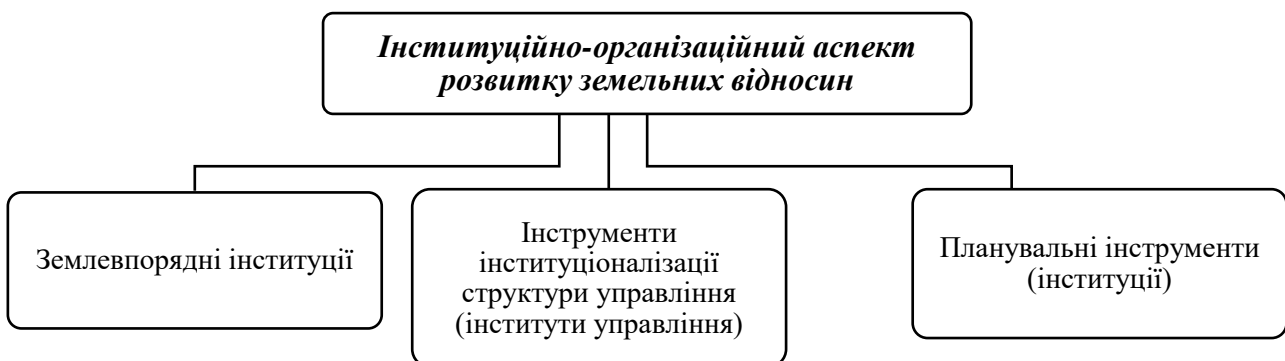 Інституційно-організаційний аспект
розвитку земельних відносин
Землевпорядні інституції
Інструменти
інституціоналізації
структури управління
(інститути управління)
Планувальні інструменти
(інституції)